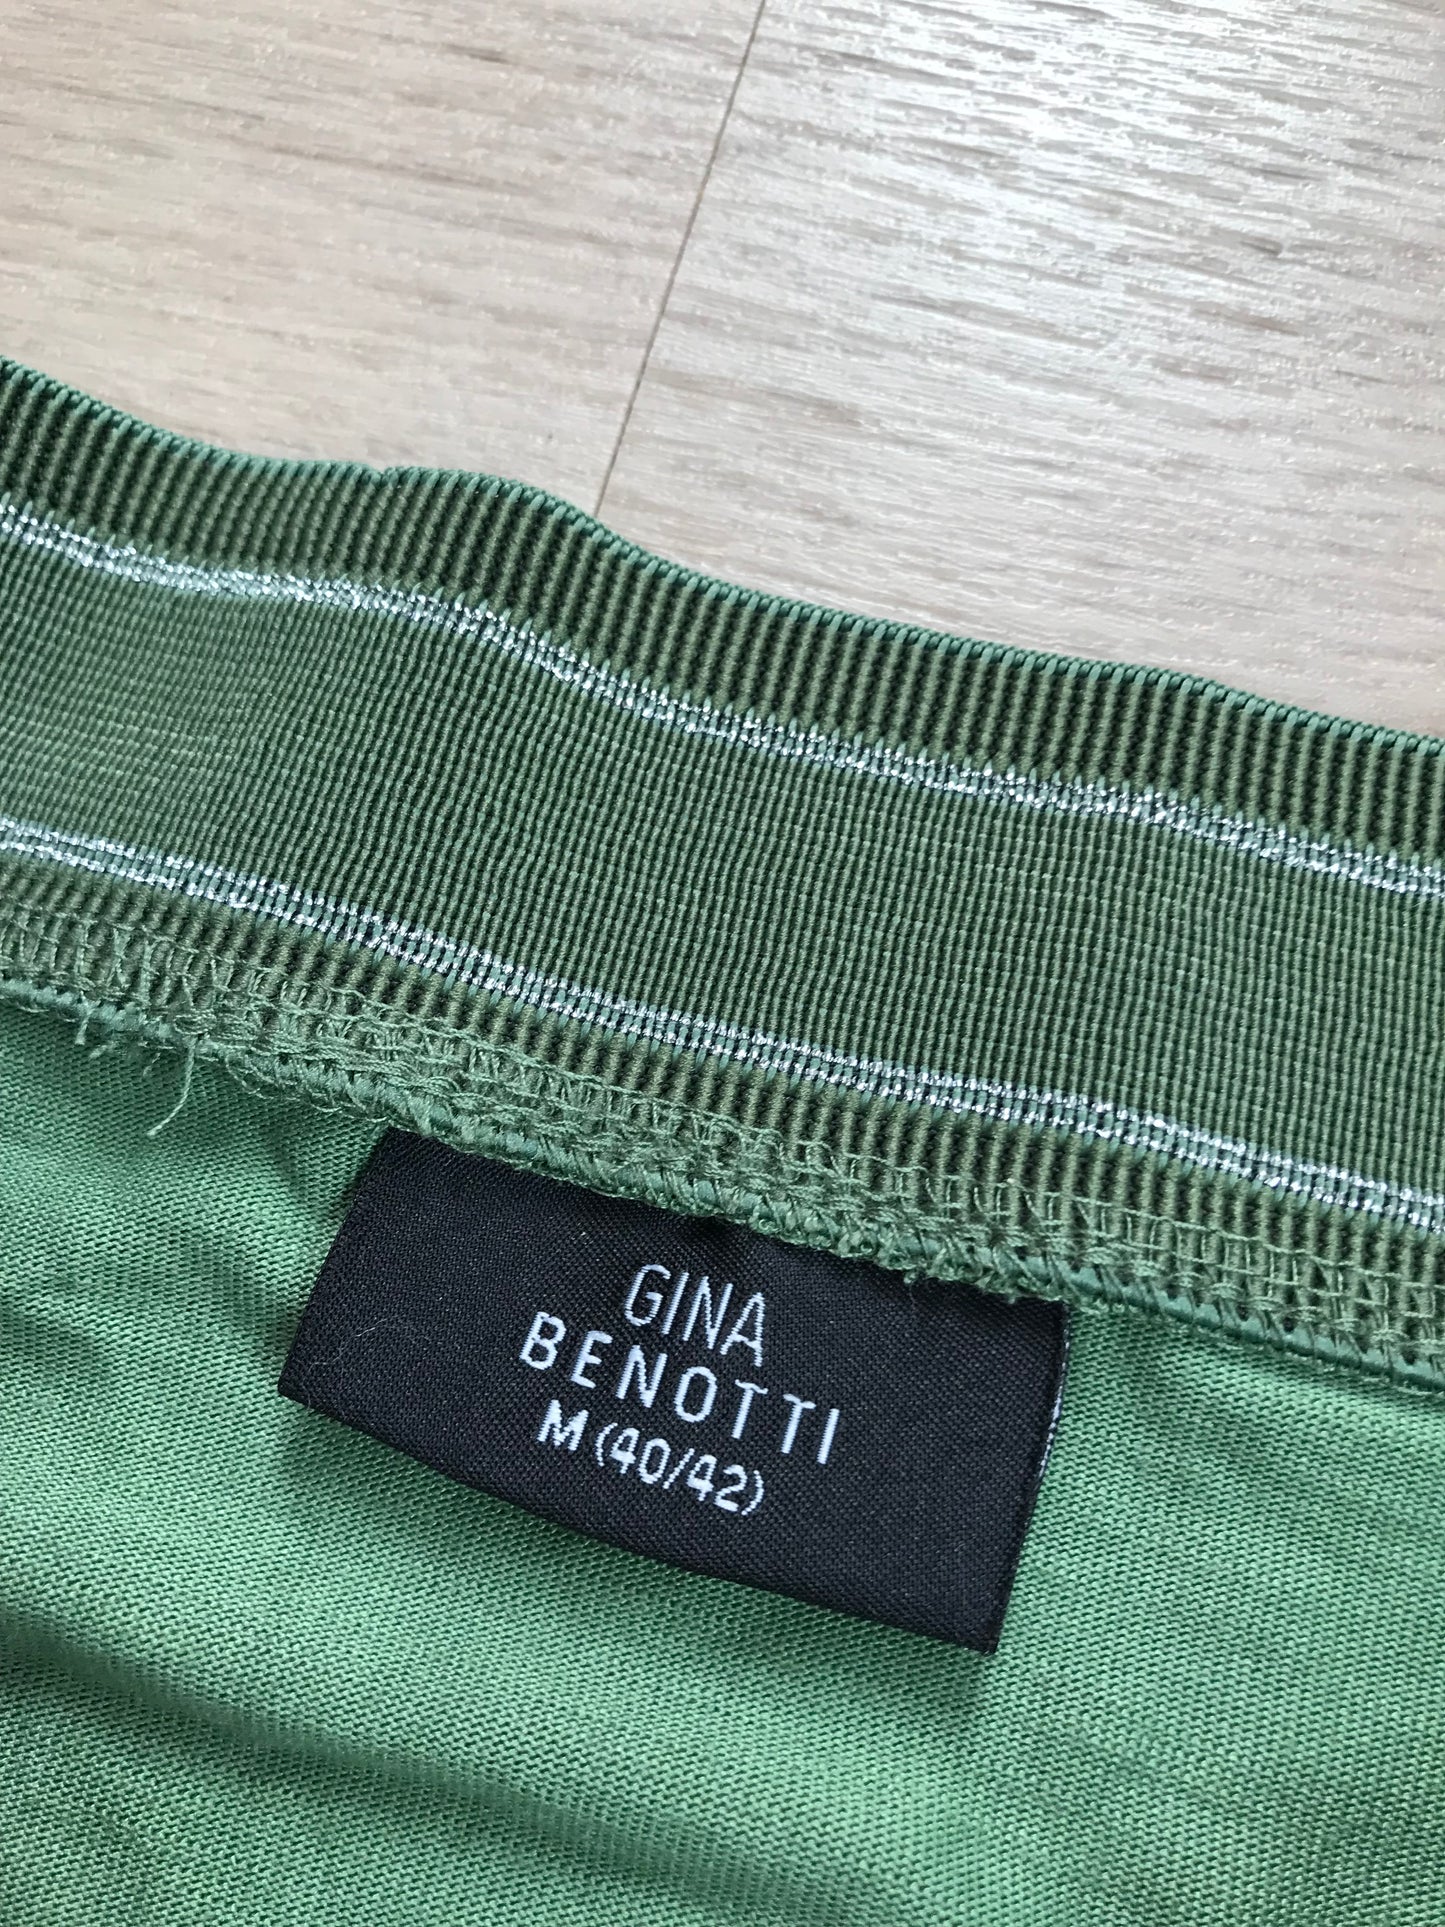 GINA
BENOTTI
M (40/42)